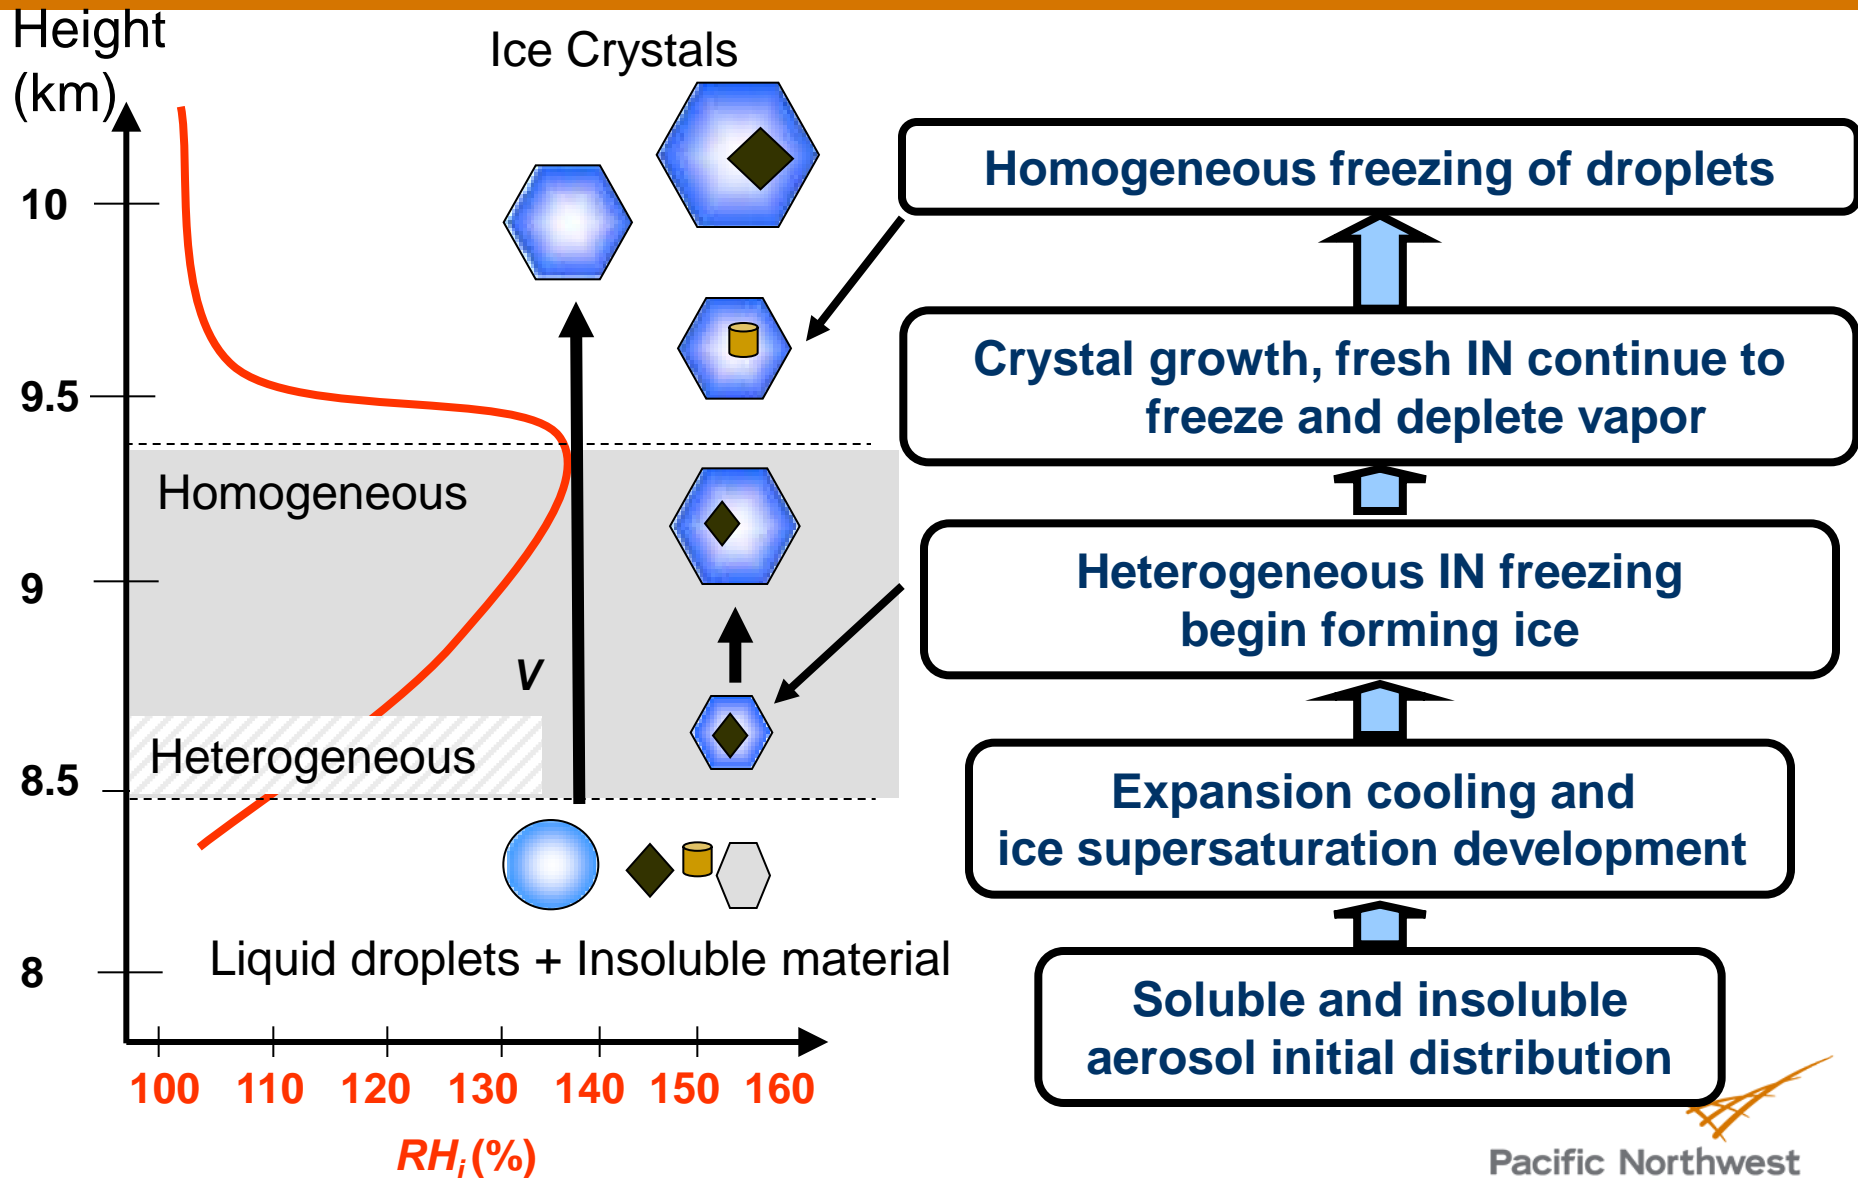 Height
(km)
Ice Crystals
10
9.5
9
8.5
8
Homogeneous
V
Heterogeneous
Liquid droplets + Insoluble material
100 110 120 130 140 150 160
RHi (%)
Homogeneous freezing of droplets
Crystal growth, fresh IN continue to
freeze and deplete vapor
Heterogeneous IN freezing
begin forming ice
Expansion cooling and
ice supersaturation development
Soluble and insoluble
aerosol initial distribution
Pacific Northwest